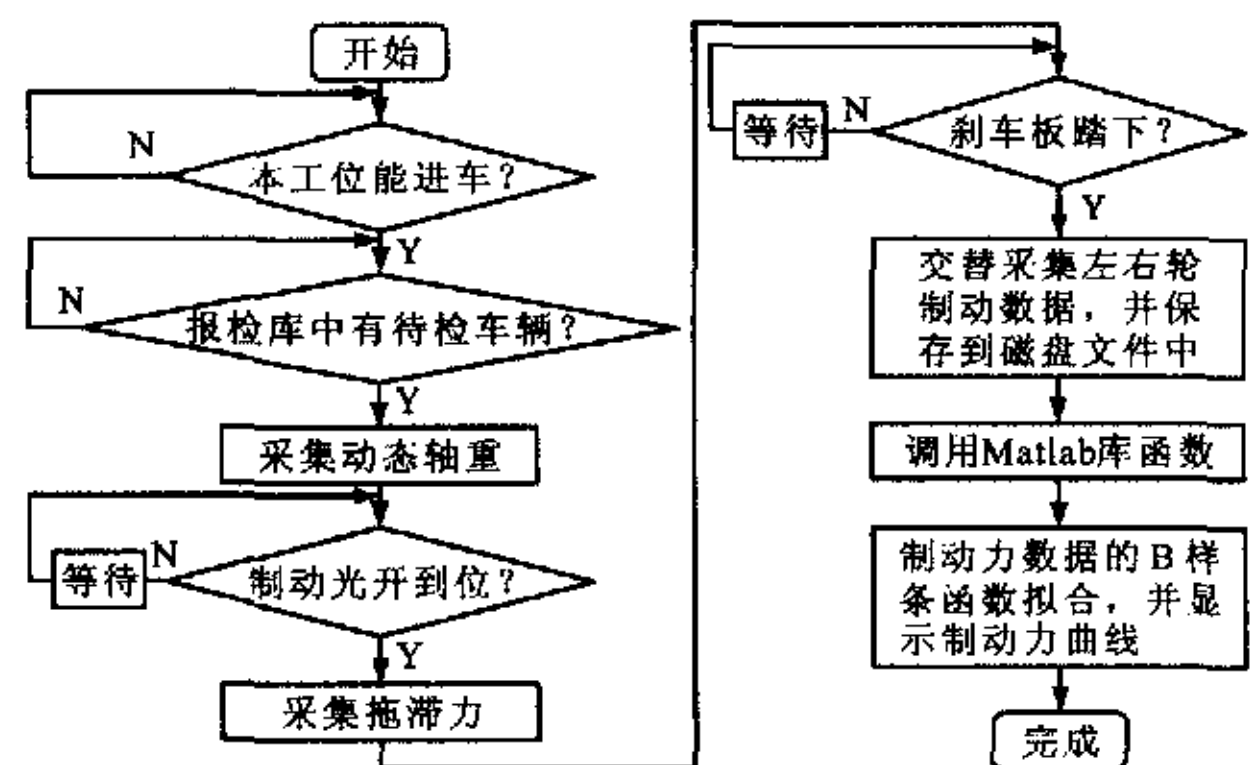 开始
N
本工位能进车？
Y
N
报检库中有待检车辆？
Y
采集动态轴重
等待
N
制动光开到位？
Y
采集拖滞力
等待
N
刹车板踏下？
Y
交替采集左右轮
制动数据，并保
存到磁盘文件中
调用Matlab库函数
制动力数据的 B 样
条函数拟合，并显
示制动力曲线
完成